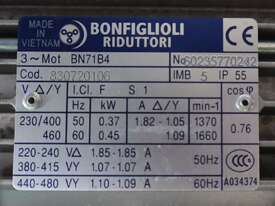 MADE IN
VIETNAM
BONFIGLIOLI
RIDUTTORI
3~Mot BN71B4 No 60235770242
Cod. 830720106 IMB 5 IP 55
V △/Y I.Cl. F S 1 cosφ
Hz kW A △/Y min-1
230/400 50 0.37 1.82 - 1.05 1370 0.76
460 60 0.45 1.09 1660
220-240 V△ 1.85-1.85 A 50Hz
380-415 VY 1.07-1.07 A
440-480 VY 1.10-1.09 A 60Hz
A034374